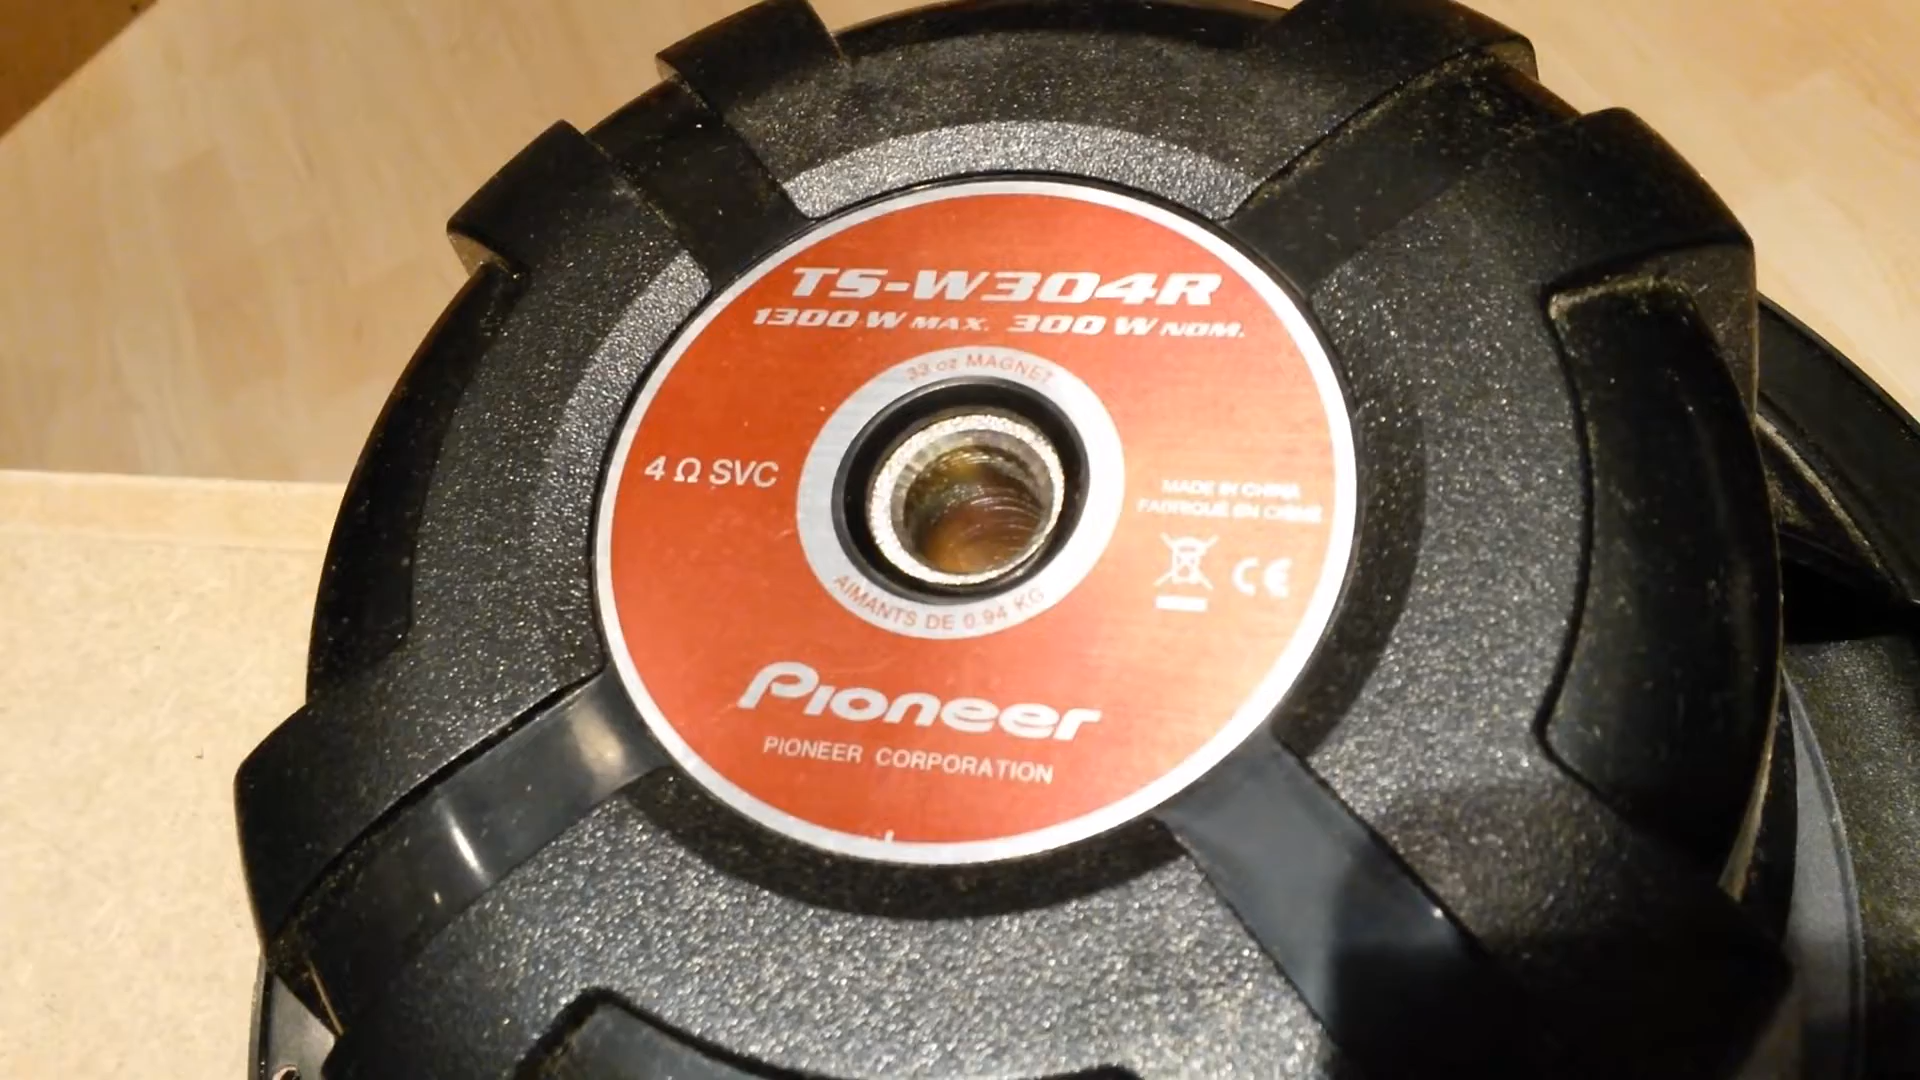 TS-W304R
1300 W MAX. 300 W NOM.
33 oz MAGNET
4 Ω SVC
MADE IN CHINA
FABRIQUÉ EN CHINE
CE
AIMANTS DE 0.94 KG
Pioneer
PIONEER CORPORATION